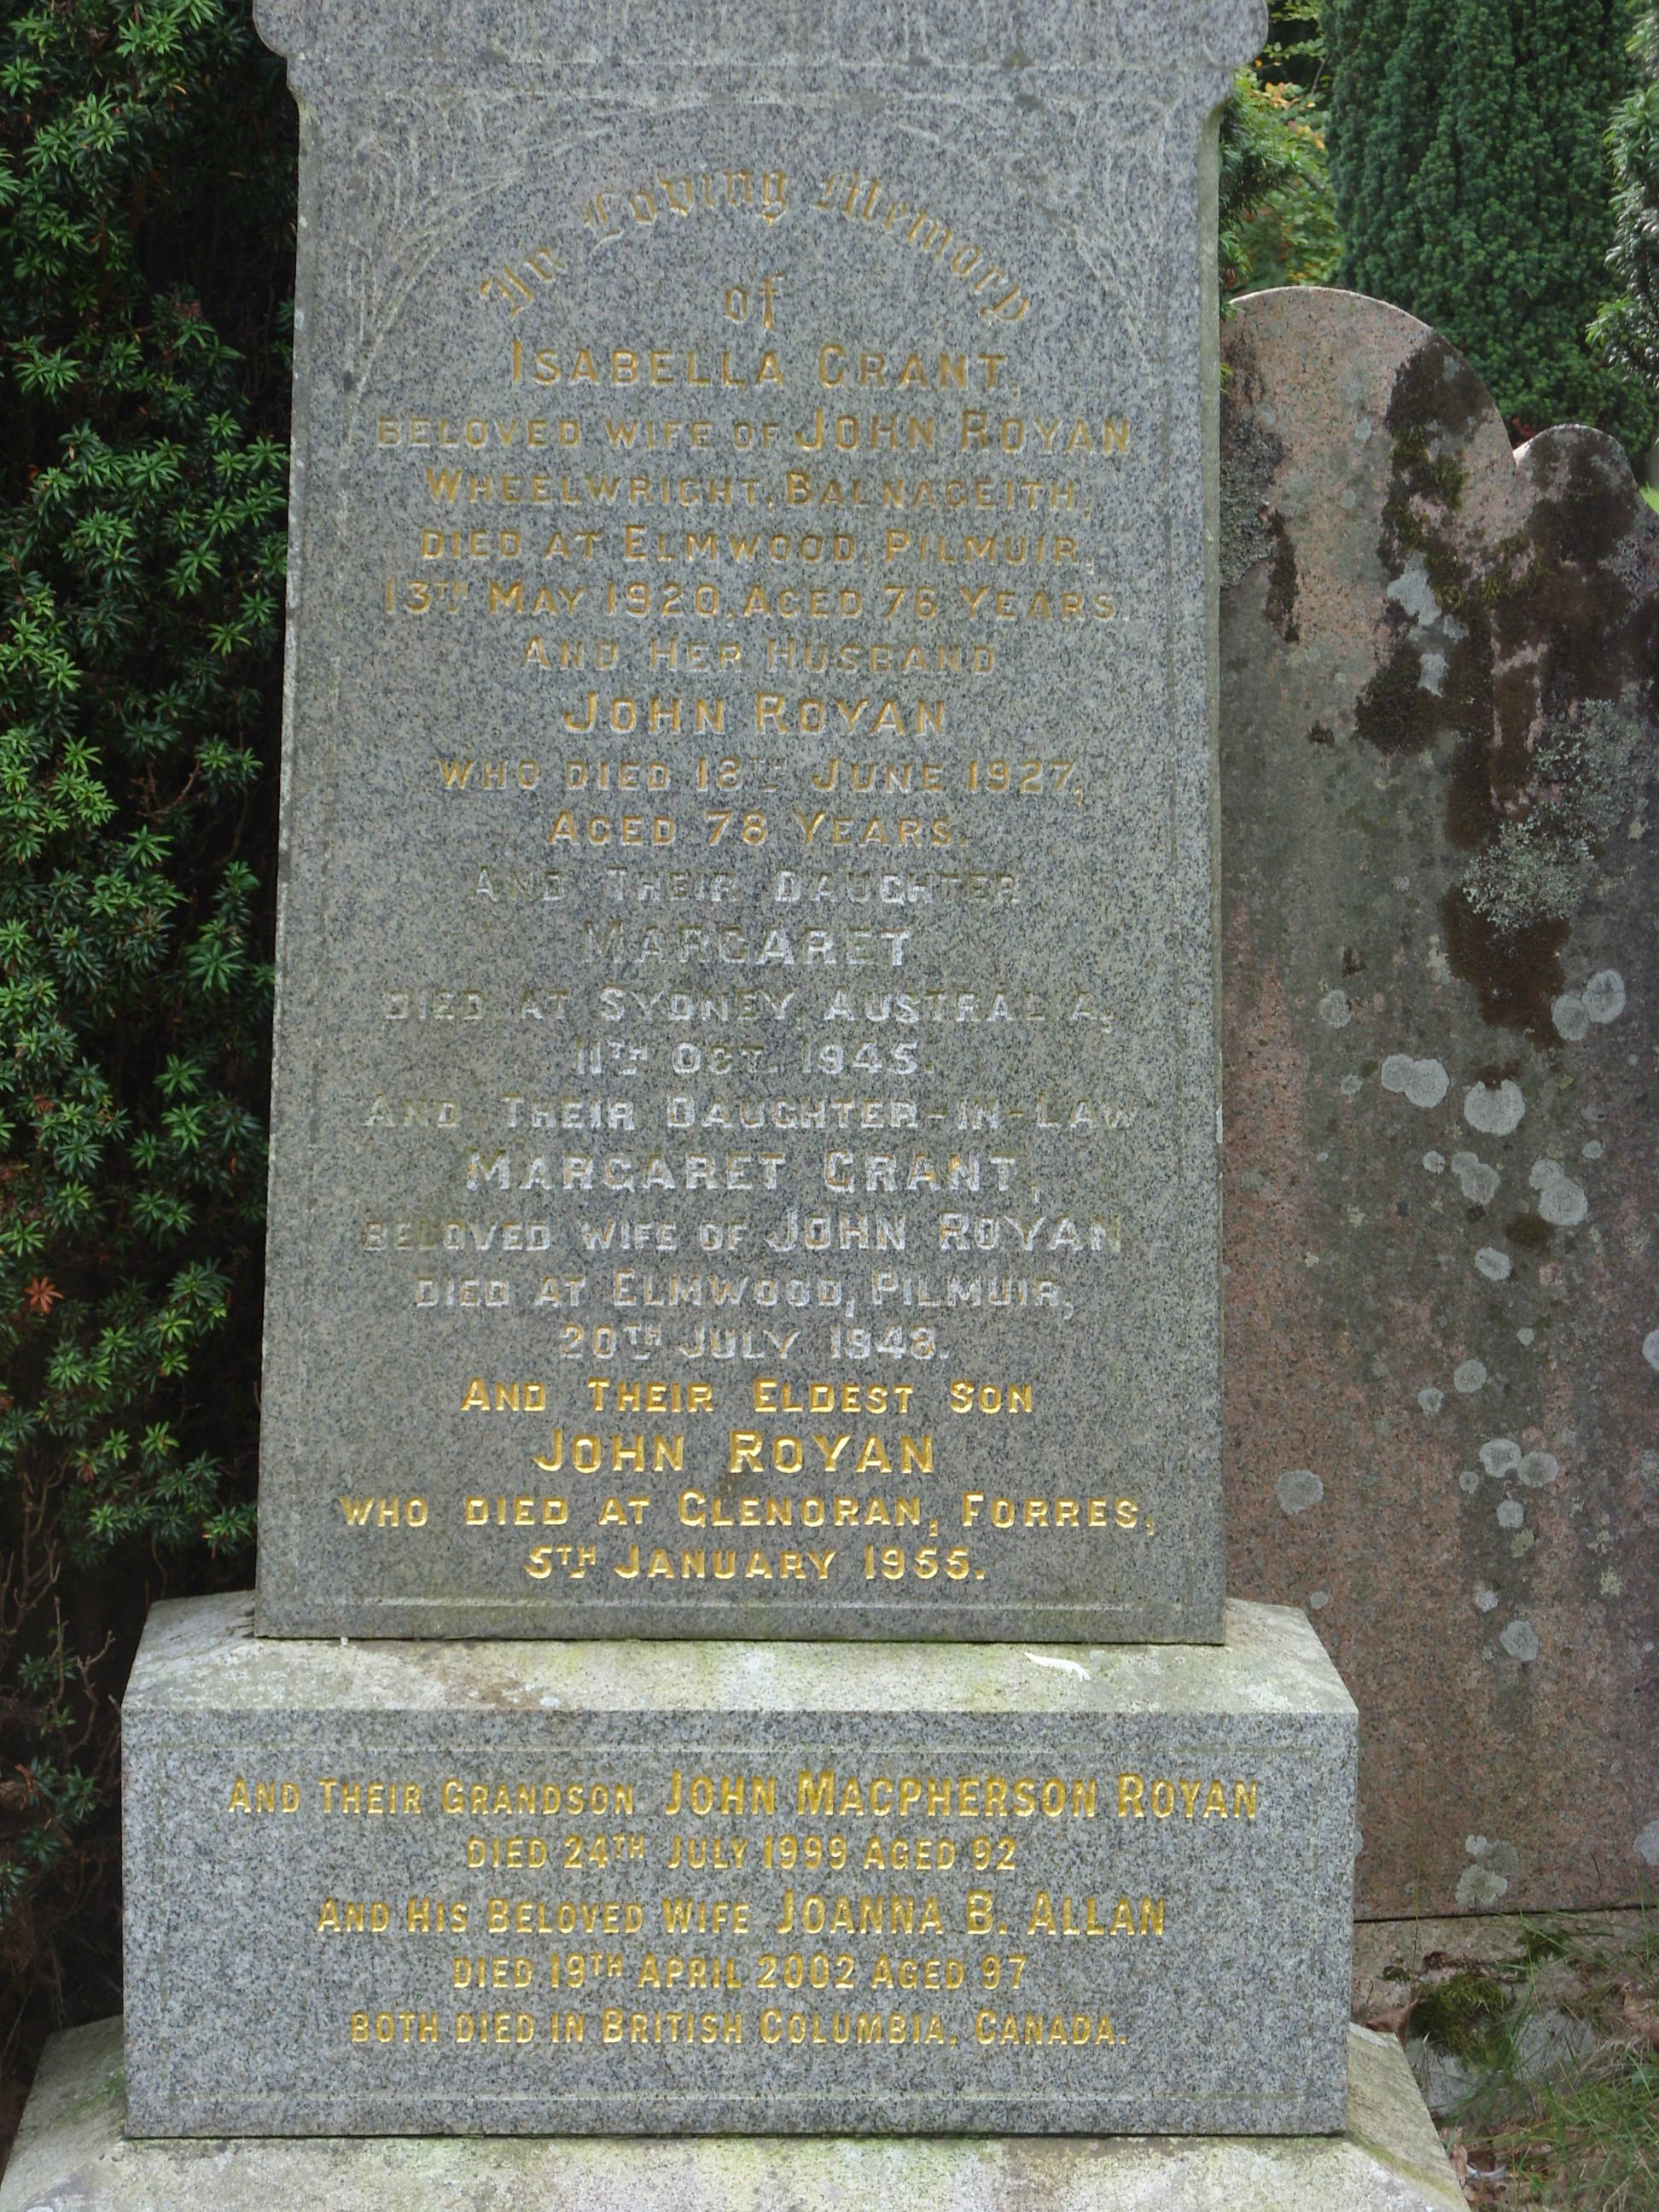 In Loving Memory
of
ISABELLA GRANT,
BELOVED WIFE OF JOHN ROYAN
WHEELWRIGHT, BALNAGEITH,
DIED AT ELMWOOD, PILMUIR,
13TH MAY 1920, AGED 76 YEARS.
AND HER HUSBAND
JOHN ROYAN
WHO DIED 18TH JUNE 1927,
AGED 78 YEARS.
AND THEIR DAUGHTER
MARGARET
DIED AT SYDNEY, AUSTRALIA,
11TH OCT. 1945.
AND THEIR DAUGHTER-IN-LAW
MARGARET GRANT,
BELOVED WIFE OF JOHN ROYAN
DIED AT ELMWOOD, PILMUIR,
20TH JULY 1948.
AND THEIR ELDEST SON
JOHN ROYAN
WHO DIED AT GLENORAN, FORRES,
5TH JANUARY 1955.
AND THEIR GRANDSON JOHN MACPHERSON ROYAN
DIED 24TH JULY 1999 AGED 92
AND HIS BELOVED WIFE JOANNA B. ALLAN
DIED 19TH APRIL 2002 AGED 97
BOTH DIED IN BRITISH COLUMBIA, CANADA.